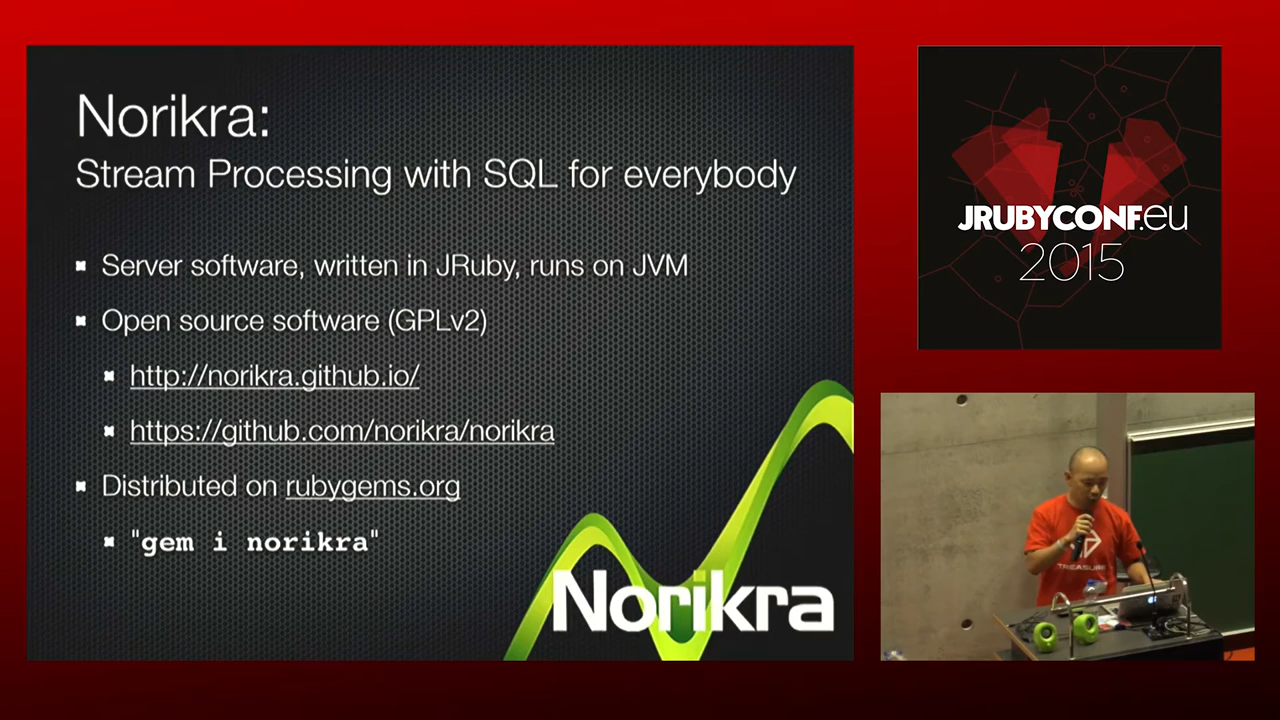 Norikra:
Stream Processing with SQL for everybody
Server software, written in JRuby, runs on JVM
Open source software (GPLv2)
http://norikra.github.io/
https://github.com/norikra/norikra
Distributed on rubygems.org
"gem i norikra"
Norikra
JRUBYCONF.eu
2015
TREASURE